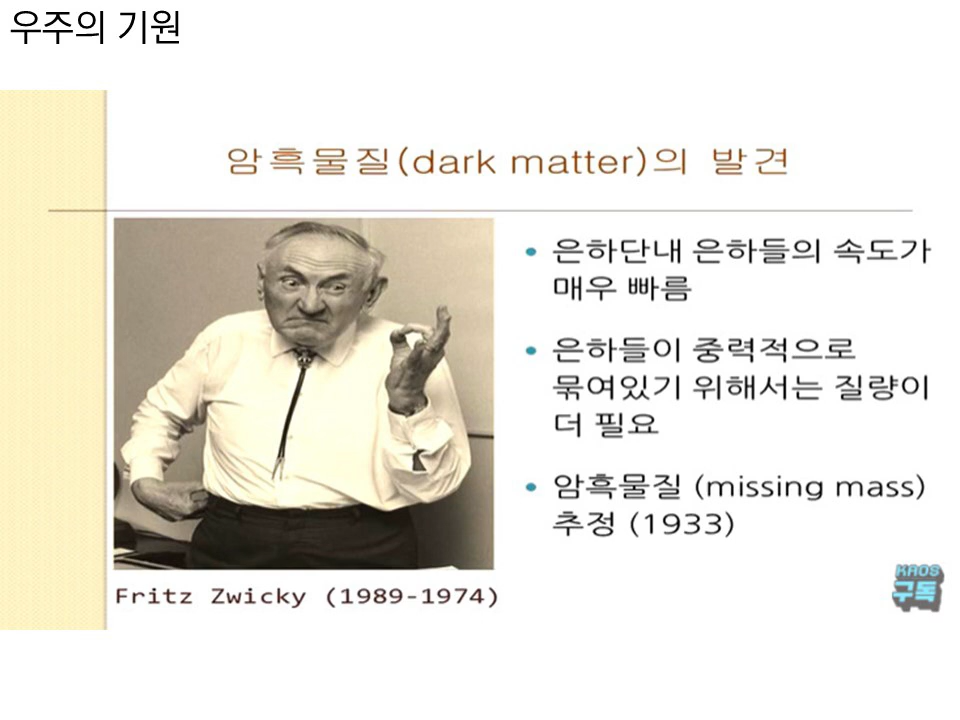 우주의 기원
암흑물질(dark matter)의 발견
• 은하단내 은하들의 속도가
매우 빠름
• 은하들이 중력적으로
묶여있기 위해서는 질량이
더 필요
• 암흑물질 (missing mass)
추정 (1933)
Fritz Zwicky (1989-1974)
KAOS
구독